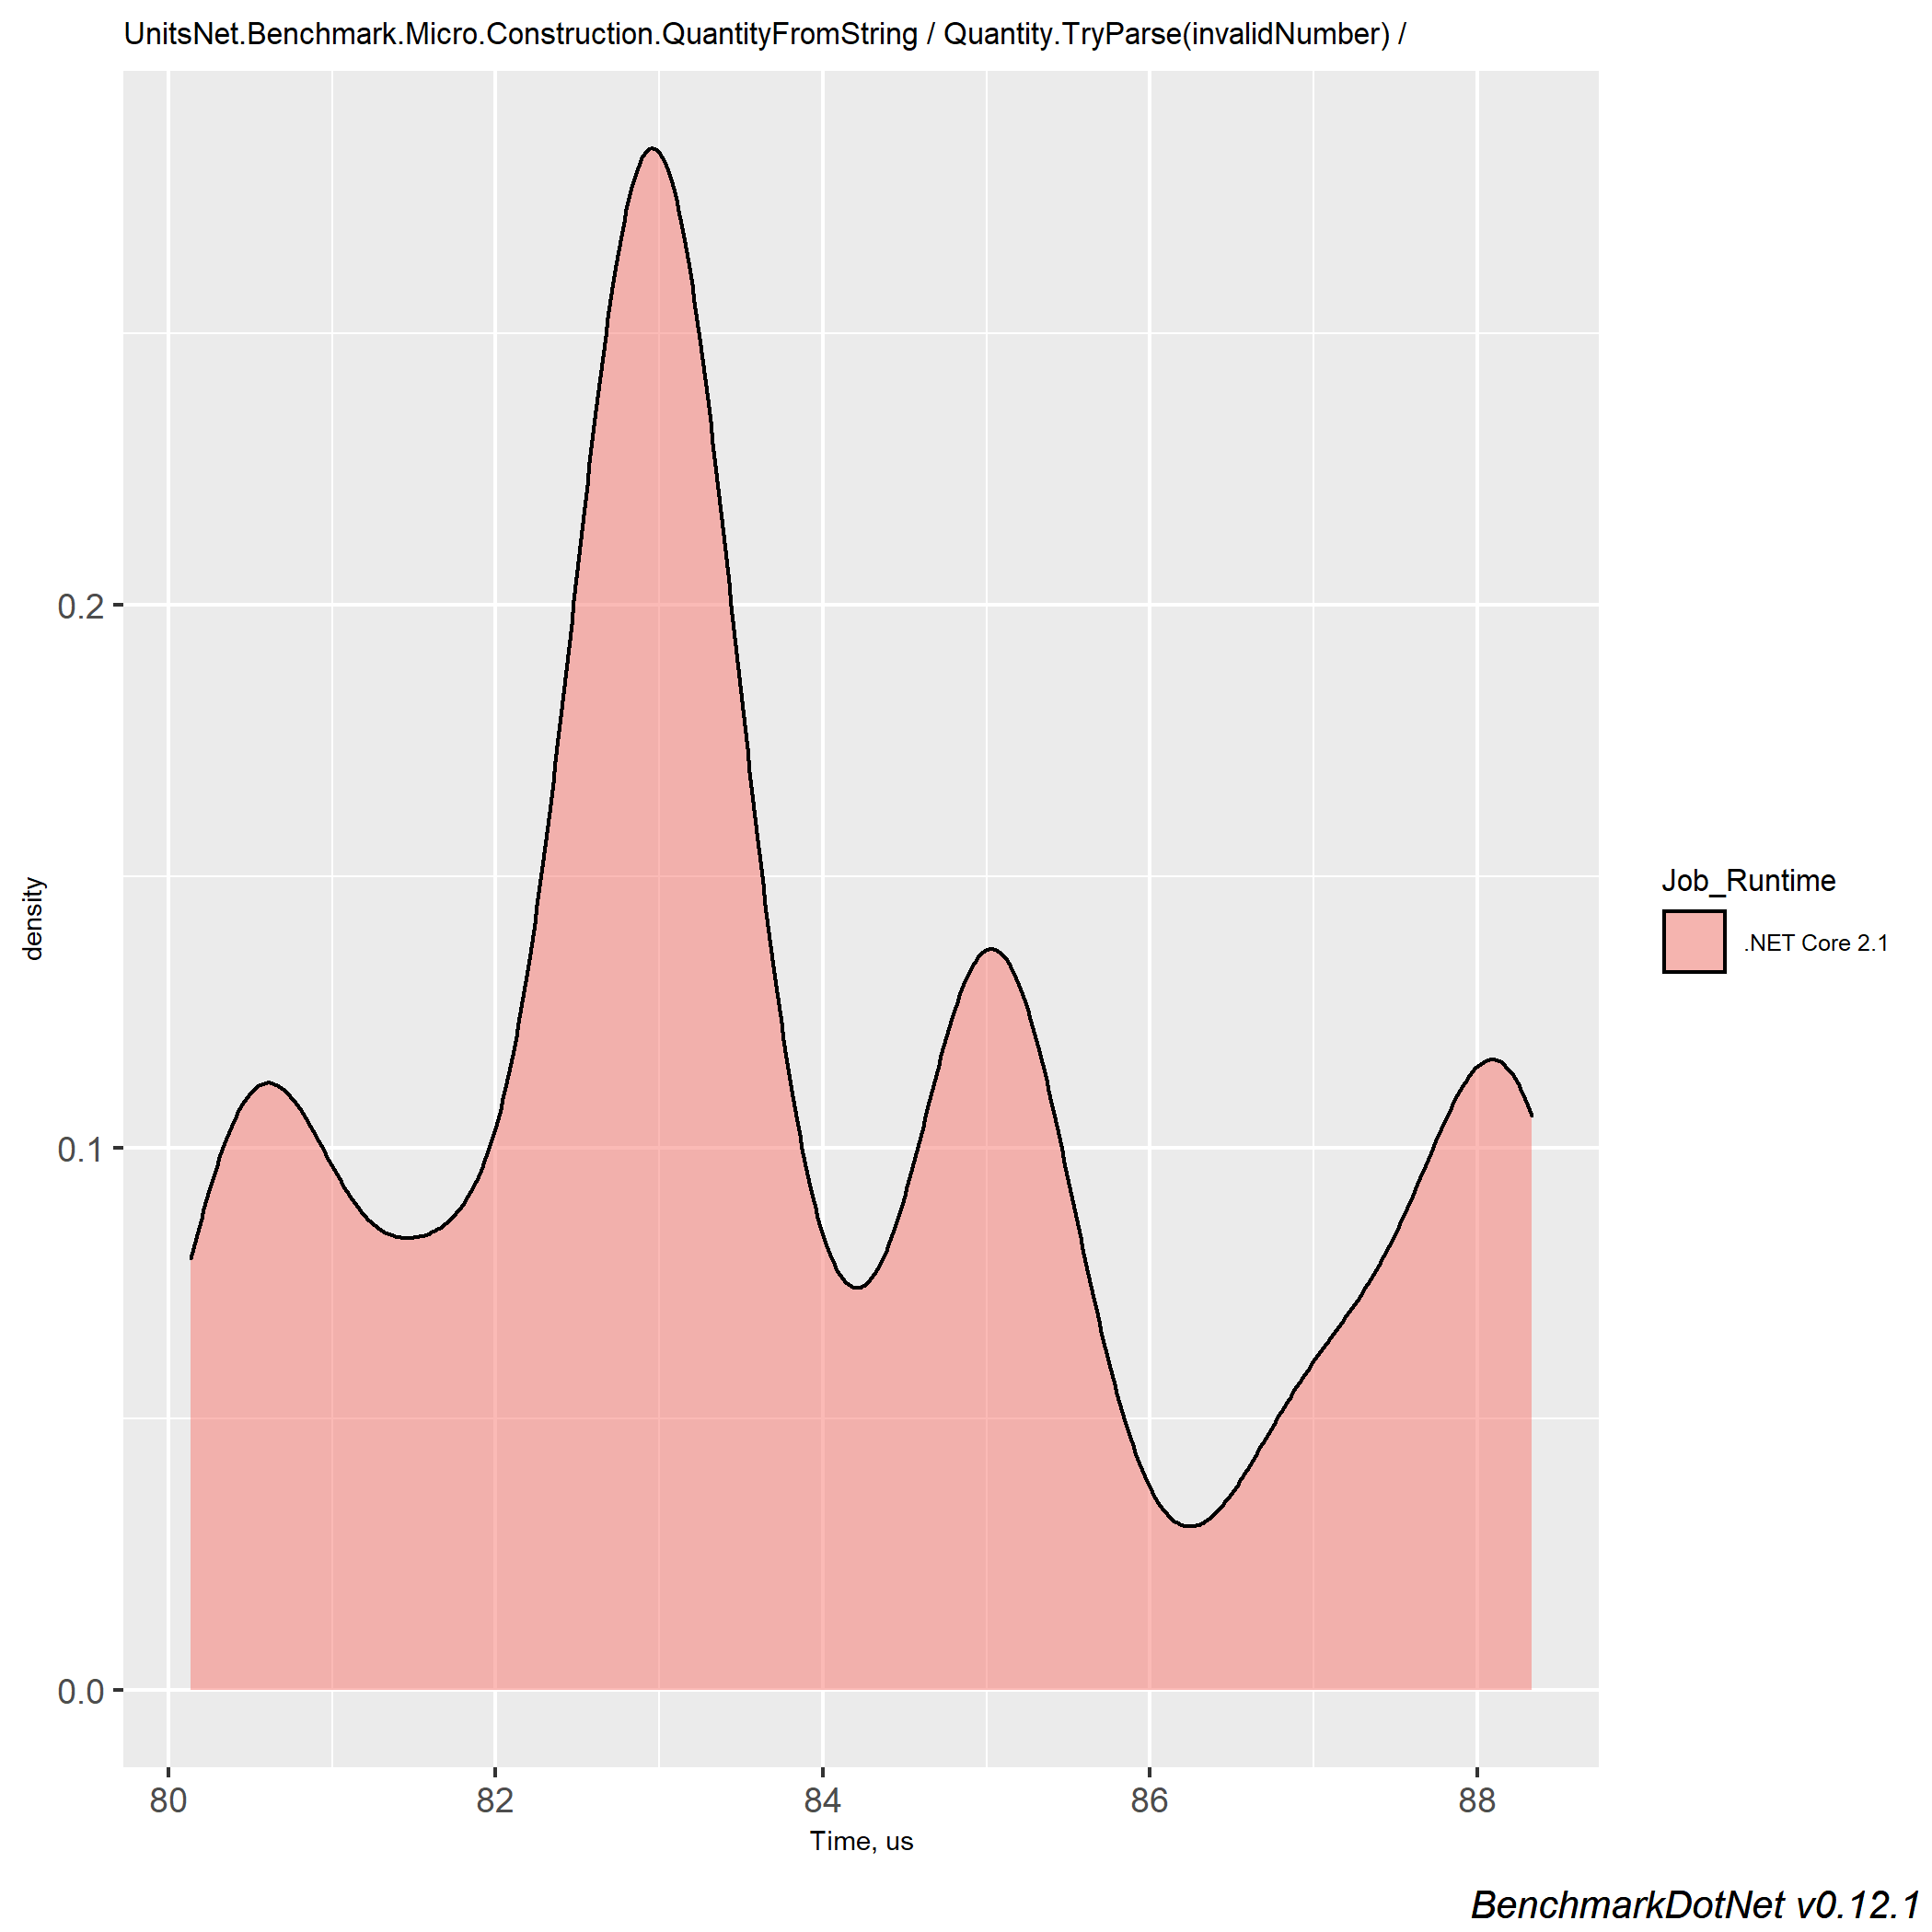 UnitsNet.Benchmark.Micro.Construction.QuantityFromString / Quantity.TryParse(invalidNumber) /
density
0.2
0.1
0.0
80 82 84 86 88
Time, us
Job_Runtime
.NET Core 2.1
BenchmarkDotNet v0.12.1